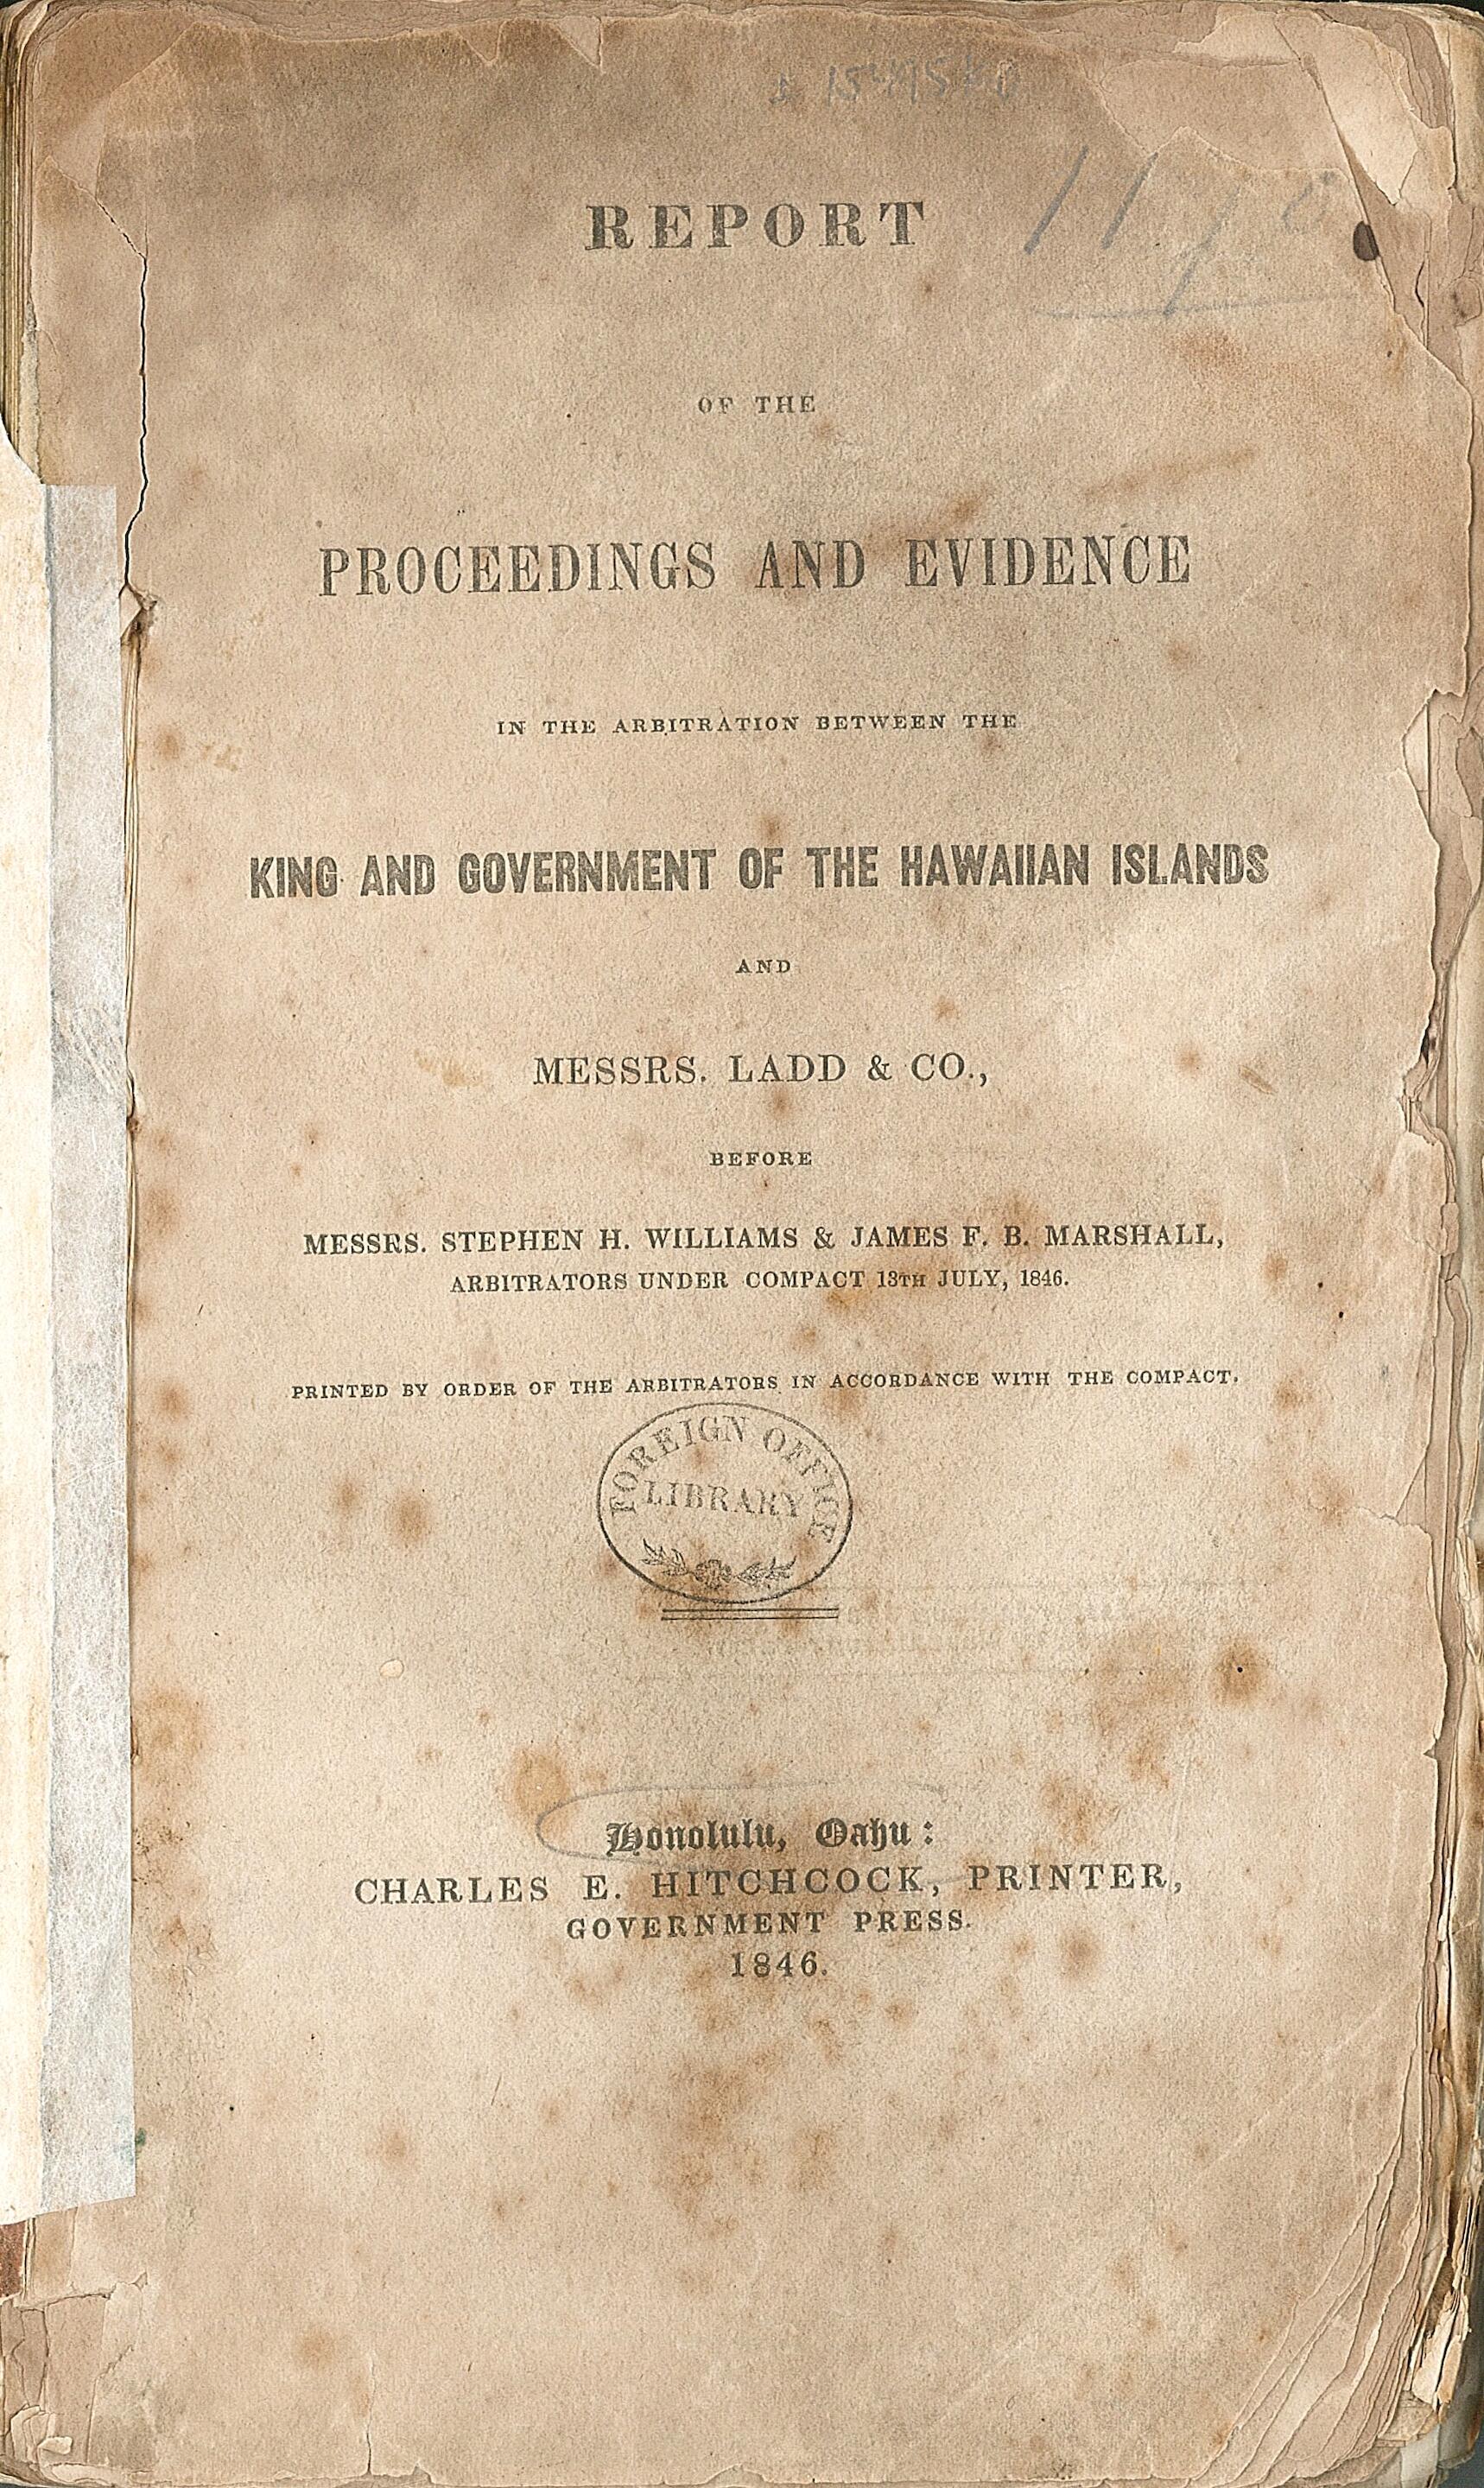 REPORT
OF THE
PROCEEDINGS AND EVIDENCE
IN THE ARBITRATION BETWEEN THE
KING AND GOVERNMENT OF THE HAWAIIAN ISLANDS
AND
MESSRS. LADD & CO.,
BEFORE
MESSRS. STEPHEN H. WILLIAMS & JAMES F. B. MARSHALL,
ARBITRATORS UNDER COMPACT 13TH JULY, 1846.
PRINTED BY ORDER OF THE ARBITRATORS IN ACCORDANCE WITH THE COMPACT.
FOREIGN OFFICE
LIBRARY
Honolulu, Oahu:
CHARLES E. HITCHCOCK, PRINTER,
GOVERNMENT PRESS.
1846.